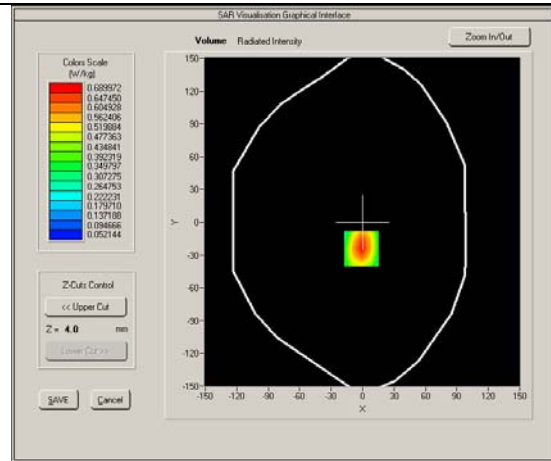 SAR Visualisation Graphical Interface
Volume Radiated Intensity
Zoom In/Out
Colors Scale
(W/kg)
0.689972
0.647450
0.604928
0.562406
0.519884
0.477363
0.434841
0.392319
0.349797
0.307275
0.264753
0.222231
0.179710
0.137188
0.094666
0.052144
Z-Cuts Control
<< Upper Cut
Z = 4.0 mm
Lower Cut >>
SAVE Cancel
Y
150
120
90
60
30
0
-30
-60
-90
-120
-150
-150 -120 -90 -60 -30 0 30 60 90 120 150
X